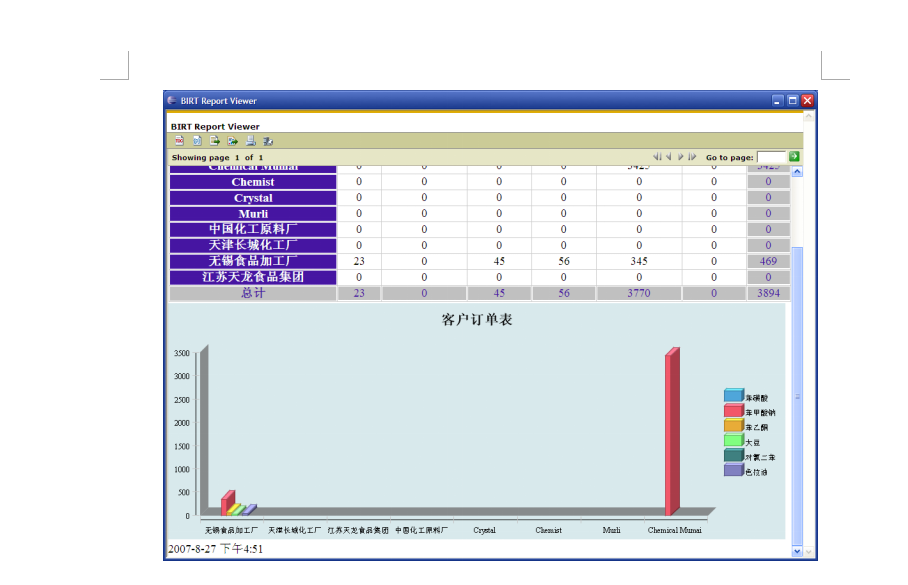 BIRT Report Viewer
BIRT Report Viewer
Showing page 1 of 1 Go to page:
Chemical Mumai 0 0 0 0 3425 0 3425
Chemist 0 0 0 0 0 0 0
Crystal 0 0 0 0 0 0 0
Murli 0 0 0 0 0 0 0
中国化工原料厂 0 0 0 0 0 0 0
天津长城化工厂 0 0 0 0 0 0 0
无锡食品加工厂 23 0 45 56 345 0 469
江苏天龙食品集团 0 0 0 0 0 0 0
总计 23 0 45 56 3770 0 3894
客户订单表
3500
3000
2500
2000
1500
1000
500
0
无锡食品加工厂 天津长城化工厂 江苏天龙食品集团 中国化工原料厂 Crystal Chemist Murli Chemical Mumai
苯磺酸
苯甲酸钠
苯乙酮
大豆
对氯二苯
色拉油
2007-8-27 下午4:51